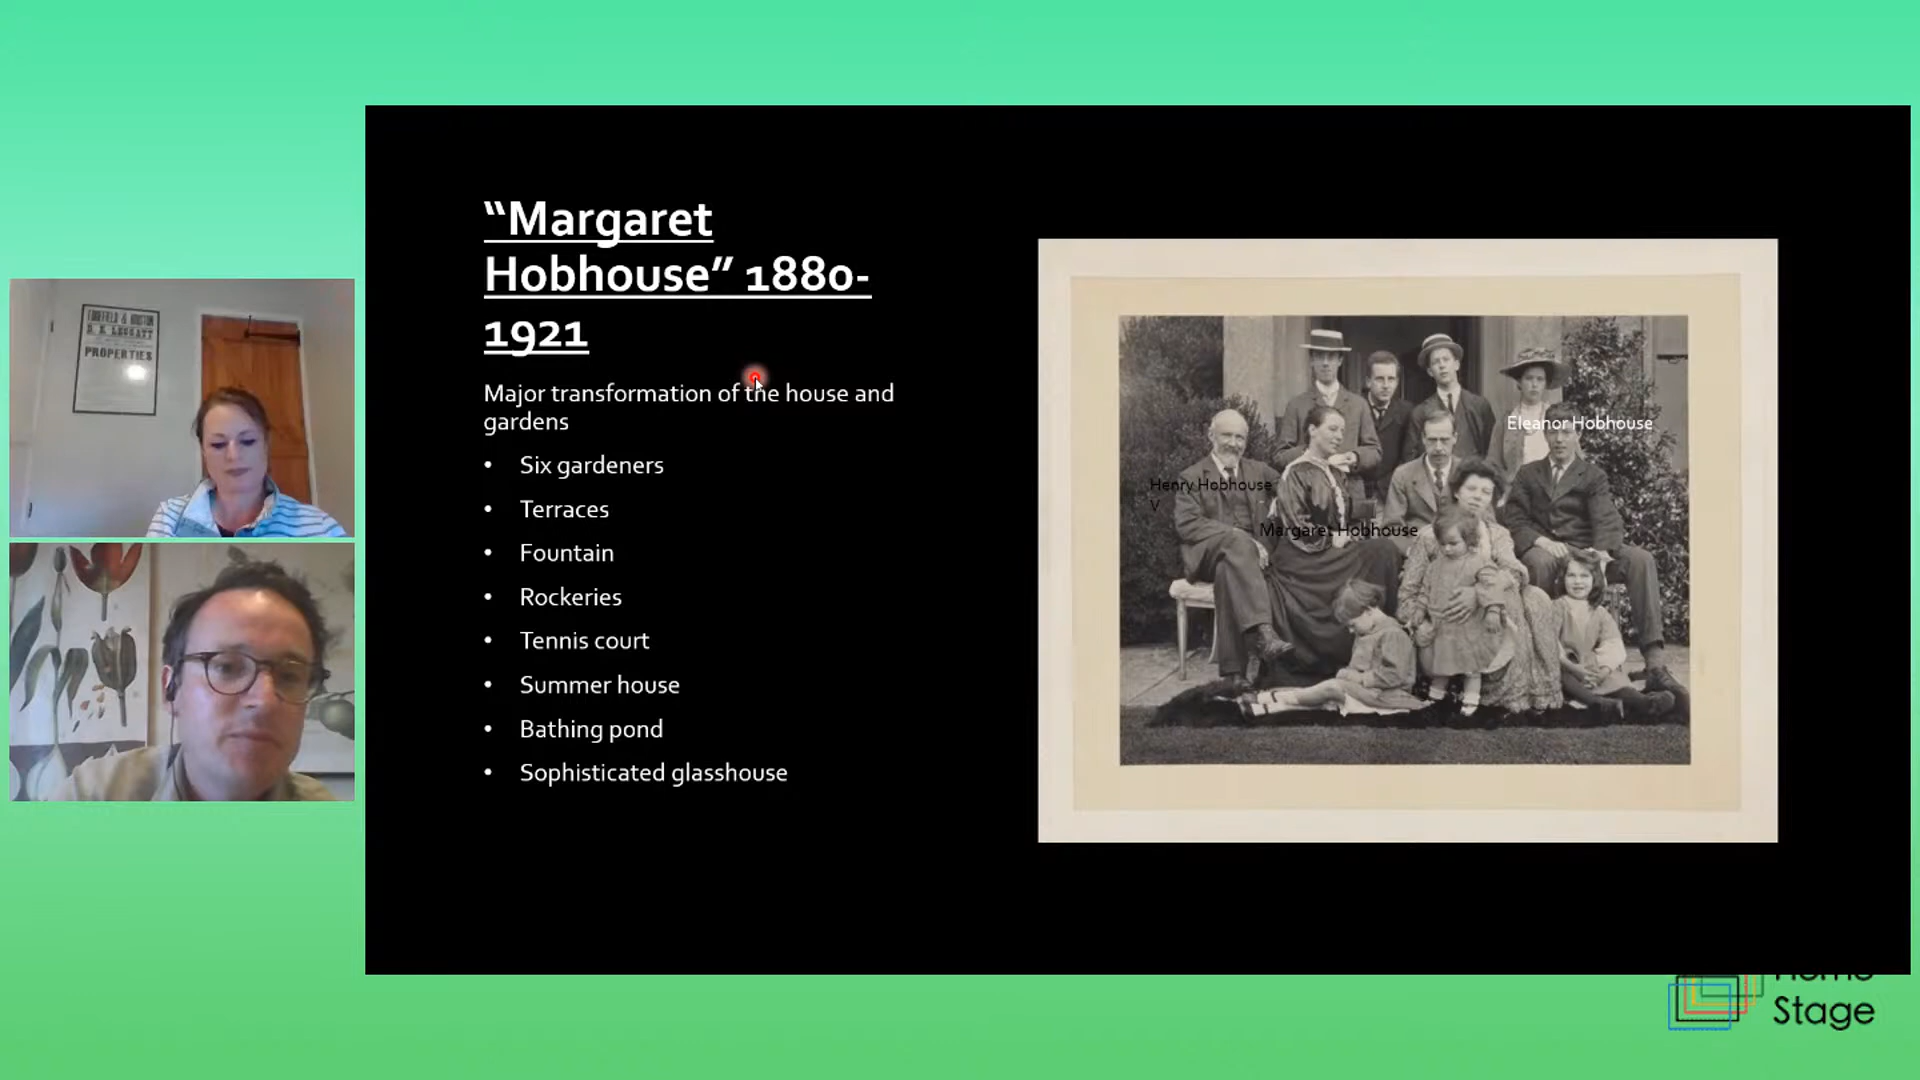 “Margaret
Hobhouse” 1880-
1921
Major transformation of the house and
gardens
• Six gardeners
• Terraces
• Fountain
• Rockeries
• Tennis court
• Summer house
• Bathing pond
• Sophisticated glasshouse
Eleanor Hobhouse
Henry Hobhouse
V
Margaret Hobhouse
PROPERTIES
Home
Stage